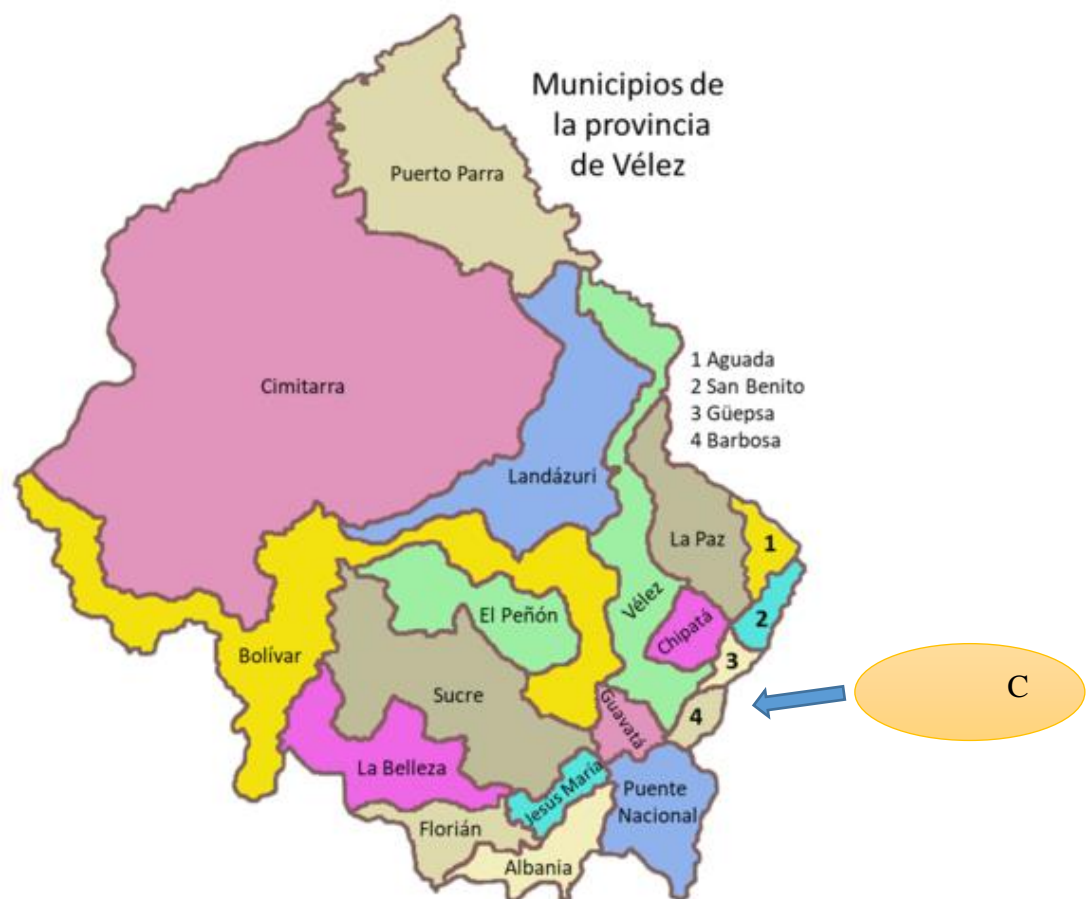 Municipios de
la provincia
de Vélez
Puerto Parra
1 Aguada
2 San Benito
3 Güepsa
4 Barbosa
Cimitarra
Landázuri
La Paz
1
Vélez
El Peñón
Chipatá
2
Bolívar
3
C
Sucre
Guavatá
4
La Belleza
Jesus María
Puente
Nacional
Florián
Albania